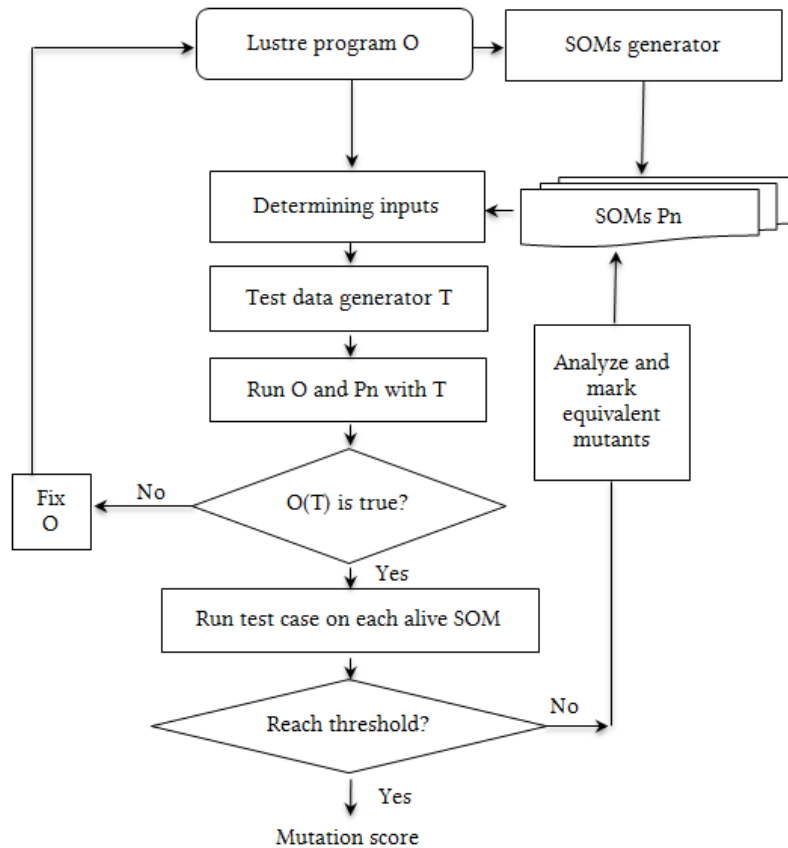 Lustre program O
SOMs generator
Determining inputs
SOMs Pn
Test data generator T
Run O and Pn with T
Analyze and
mark
equivalent
mutants
Fix
O
No
O(T) is true?
Yes
Run test case on each alive SOM
Reach threshold?
No
Yes
Mutation score